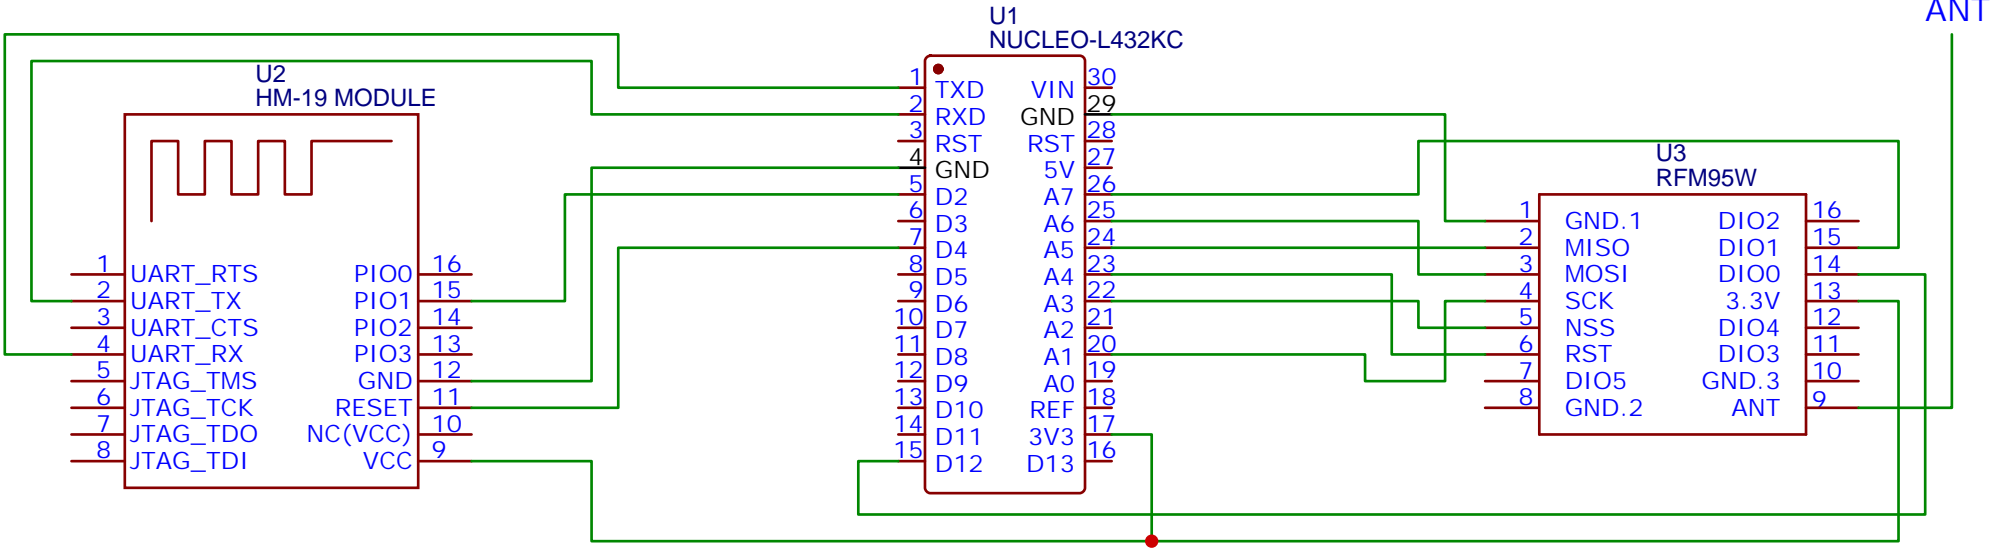 ANT
U1
NUCLEO-L432KC
U2
HM-19 MODULE
1 UART_RTS PIO0 16
2 UART_TX PIO1 15
3 UART_CTS PIO2 14
4 UART_RX PIO3 13
5 JTAG_TMS GND 12
6 JTAG_TCK RESET 11
7 JTAG_TDO NC(VCC) 10
8 JTAG_TDI VCC 9
1 TXD VIN 30
2 RXD GND 29
3 RST RST 28
4 GND 5V 27
5 D2 A7 26
6 D3 A6 25
7 D4 A5 24
8 D5 A4 23
9 D6 A3 22
10 D7 A2 21
11 D8 A1 20
12 D9 A0 19
13 D10 REF 18
14 D11 3V3 17
15 D12 D13 16
U3
RFM95W
1 GND.1 DIO2 16
2 MISO DIO1 15
3 MOSI DIO0 14
4 SCK 3.3V 13
5 NSS DIO4 12
6 RST DIO3 11
7 DIO5 GND.3 10
8 GND.2 ANT 9